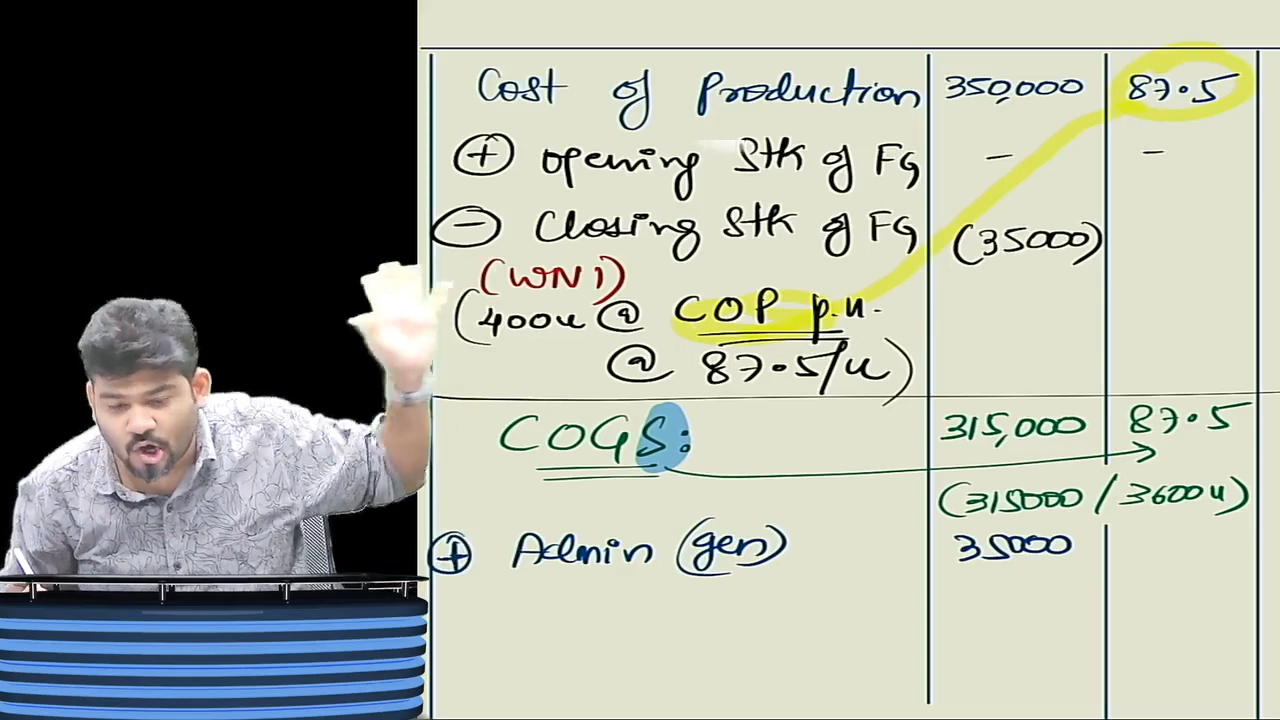 Cost of Production 350,000 87.5
⊕ Opening Stk of FG - -
⊖ Closing Stk of FG (35000)
(WN1)
(400u @ COP p.u.
@ 87.5/u)
COGS: 315,000 87.5
(315000 / 3600u)
⊕ Admin (gen) 35000